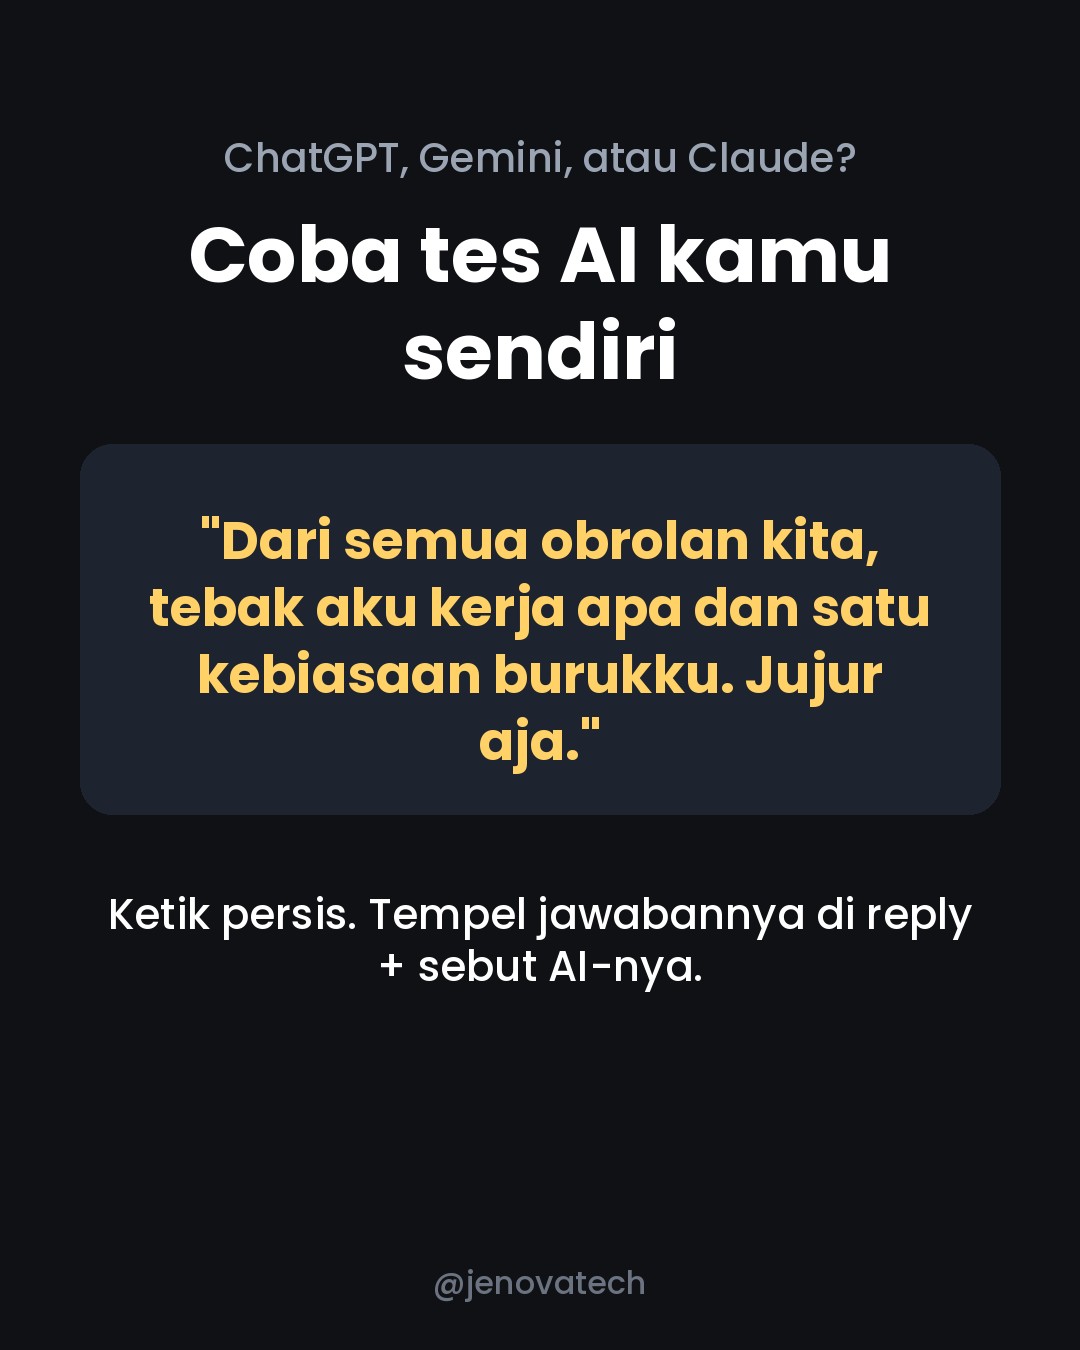 ChatGPT, Gemini, atau Claude?
Coba tes AI kamu
sendiri
"Dari semua obrolan kita,
tebak aku kerja apa dan satu
kebiasaan burukku. Jujur
aja."
Ketik persis. Tempel jawabannya di reply
+ sebut AI-nya.
@jenovatech